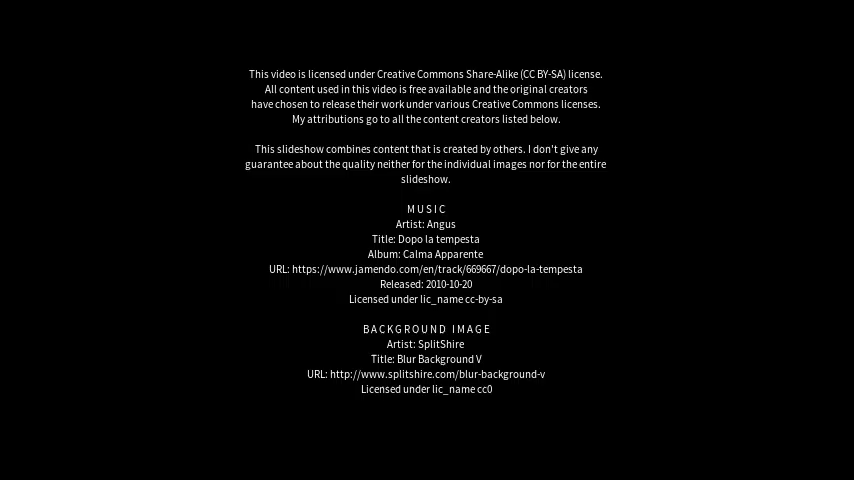 This video is licensed under Creative Commons Share-Alike (CC BY-SA) license.
All content used in this video is free available and the original creators
have chosen to release their work under various Creative Commons licenses.
My attributions go to all the content creators listed below.
This slideshow combines content that is created by others. I don't give any
guarantee about the quality neither for the individual images nor for the entire
slideshow.
MUSIC
Artist: Angus
Title: Dopo la tempesta
Album: Calma Apparente
URL: https://www.jamendo.com/en/track/669667/dopo-la-tempesta
Released: 2010-10-20
Licensed under lic_name cc-by-sa
BACKGROUND IMAGE
Artist: SplitShire
Title: Blur Background V
URL: http://www.splitshire.com/blur-background-v
Licensed under lic_name cc0